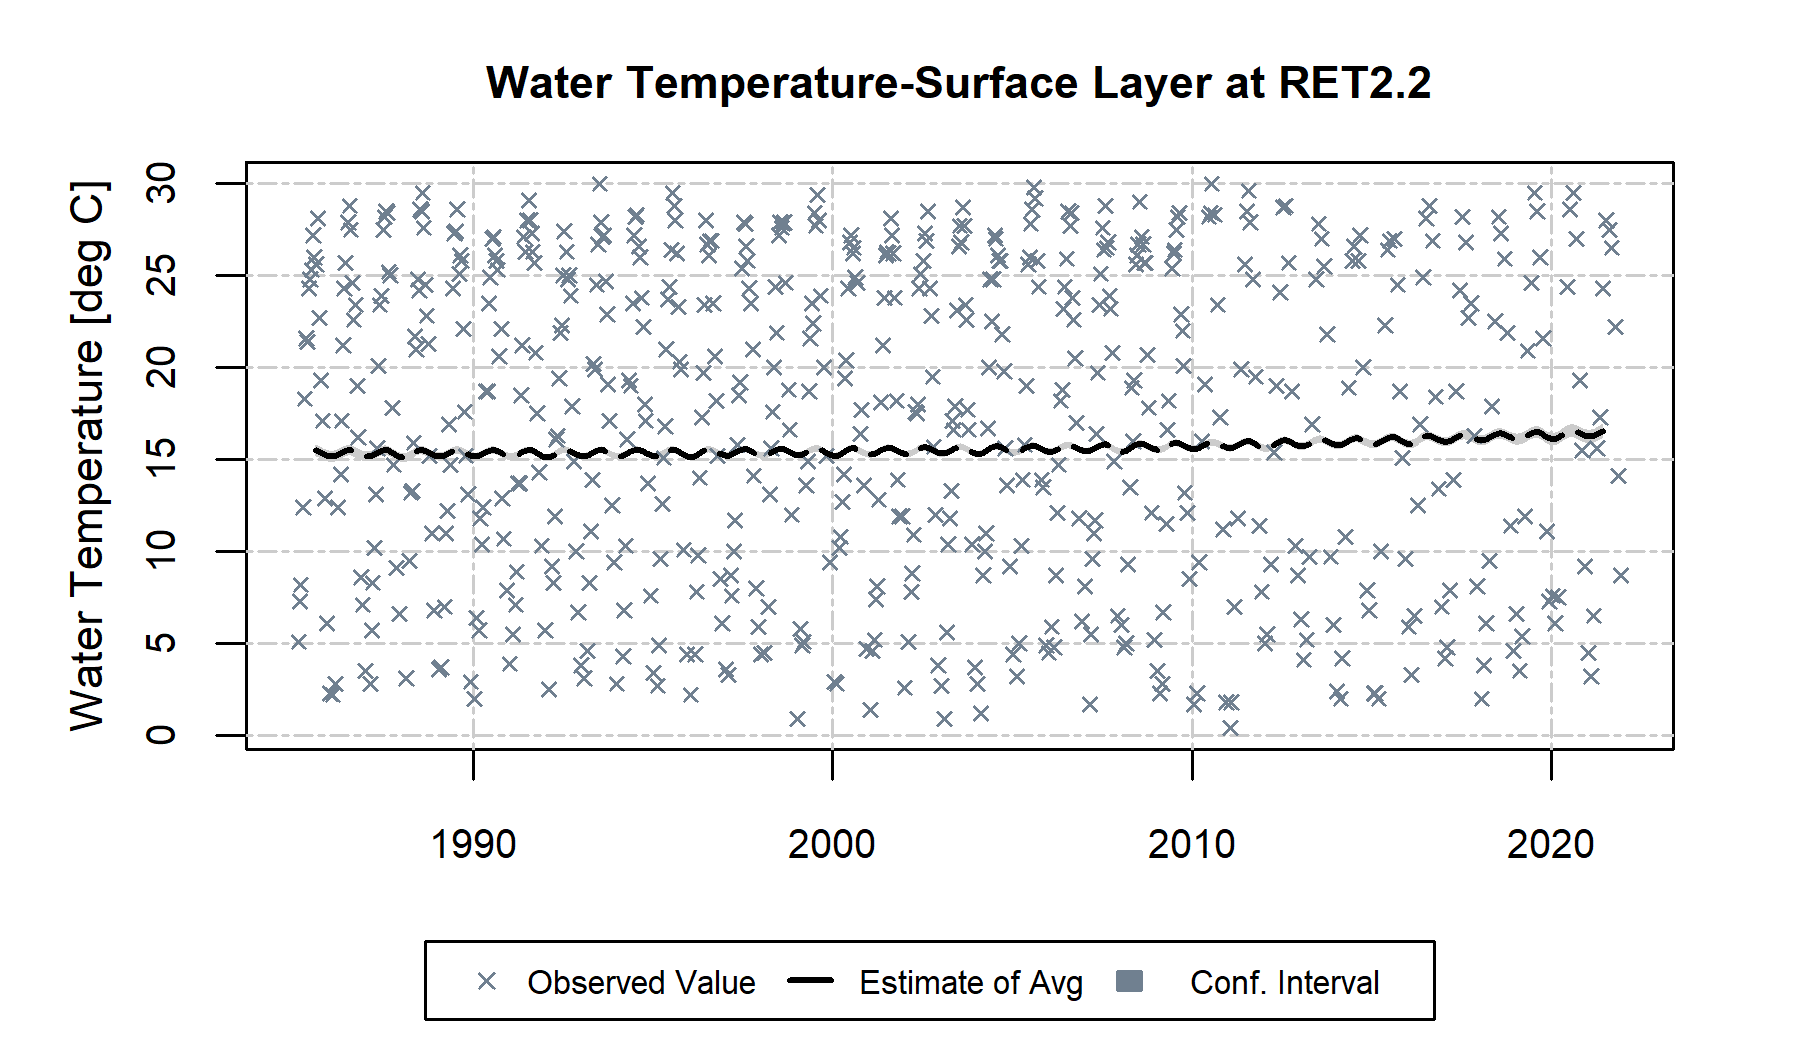 Water Temperature-Surface Layer at RET2.2
Water Temperature [deg C]
30
25
20
15
10
5
0
1990
2000
2010
2020
Observed Value
Estimate of Avg
Conf. Interval